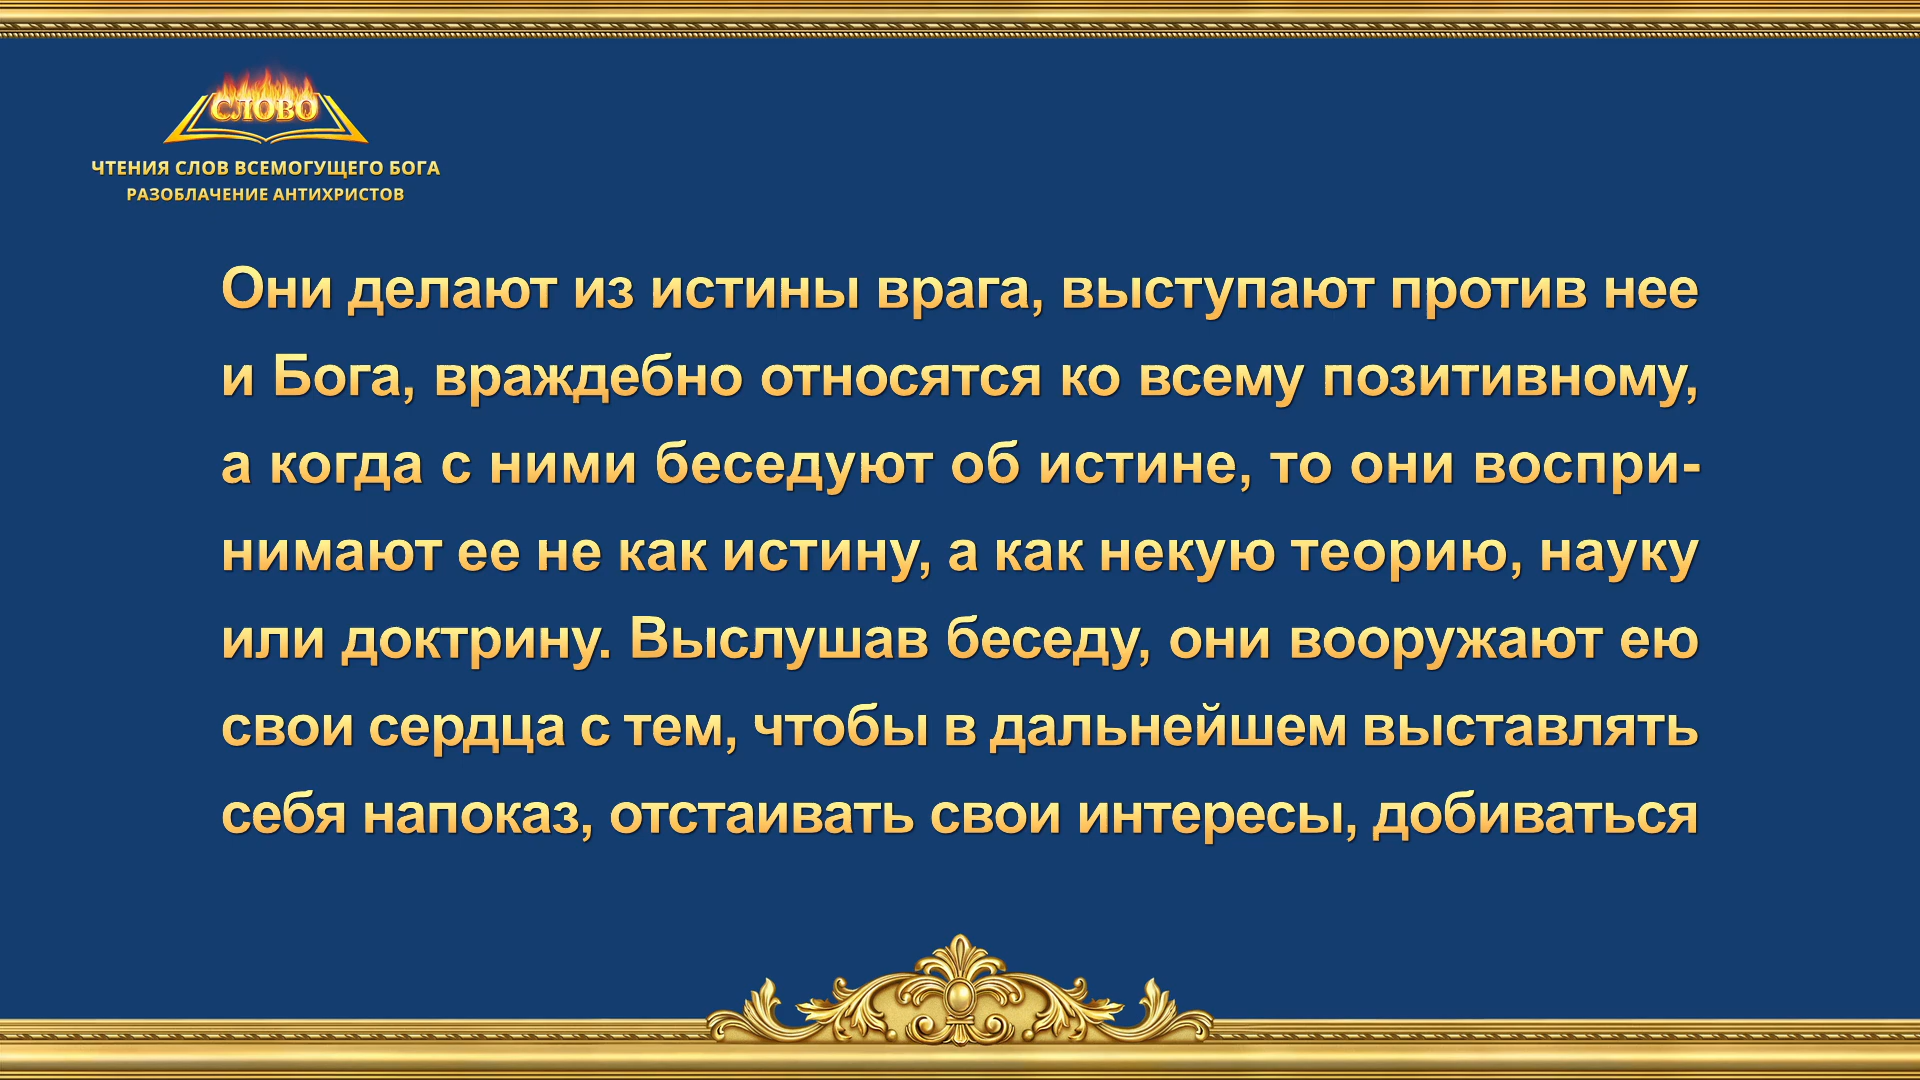 СЛОВО
ЧТЕНИЯ СЛОВ ВСЕМОГУЩЕГО БОГА
РАЗОБЛАЧЕНИЕ АНТИХРИСТОВ
Они делают из истины врага, выступают против нее
и Бога, враждебно относятся ко всему позитивному,
а когда с ними беседуют об истине, то они воспри-
нимают ее не как истину, а как некую теорию, науку
или доктрину. Выслушав беседу, они вооружают ею
свои сердца с тем, чтобы в дальнейшем выставлять
себя напоказ, отстаивать свои интересы, добиваться